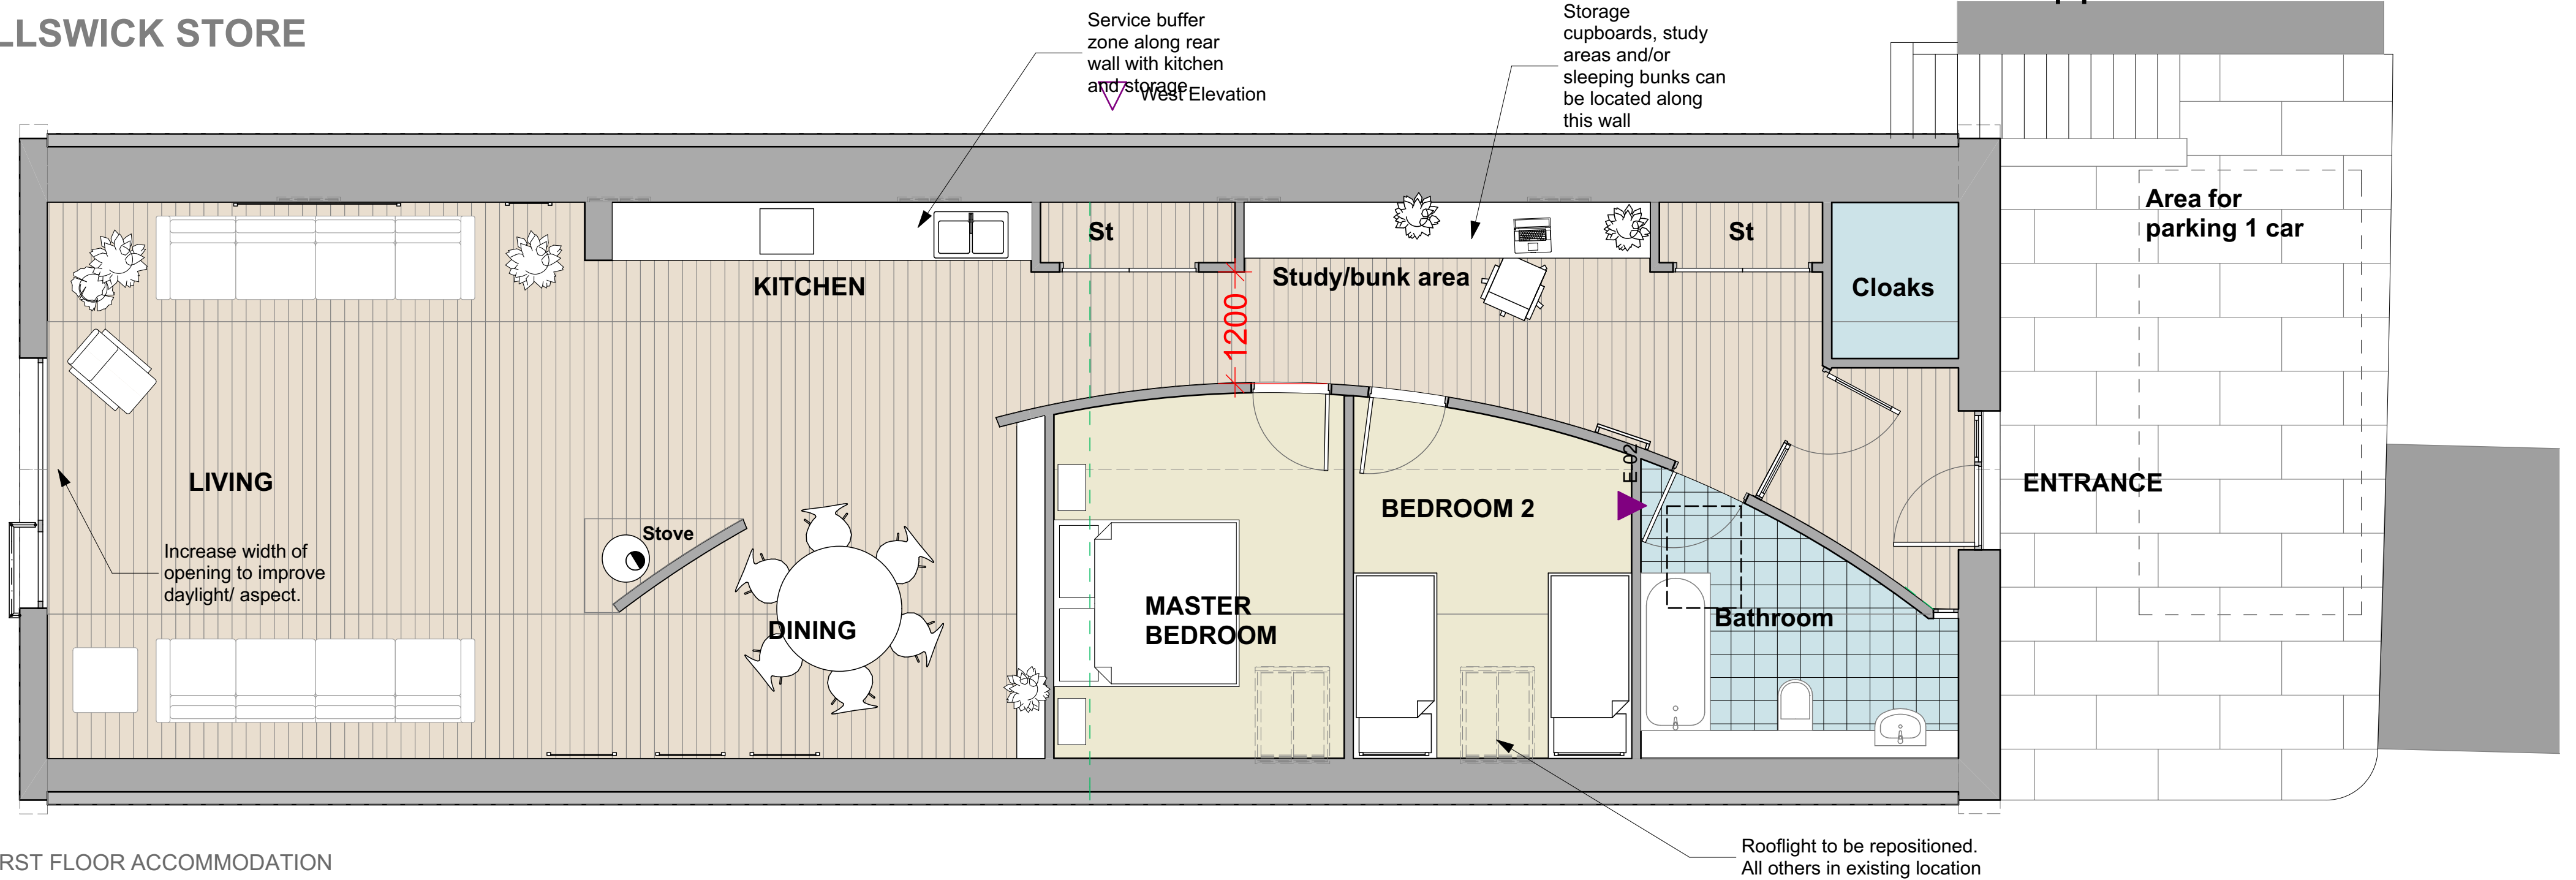 LLSWICK STORE
Service buffer
zone along rear
wall with kitchen
and storage
West Elevation
Storage
cupboards, study
areas and/or
sleeping bunks can
be located along
this wall
Area for
parking 1 car
St
St
Cloaks
KITCHEN
Study/bunk area
1200
LIVING
ENTRANCE
E 02
BEDROOM 2
Stove
Increase width of
opening to improve
daylight/ aspect.
MASTER
BEDROOM
DINING
Bathroom
Rooflight to be repositioned.
All others in existing location
RST FLOOR ACCOMMODATION